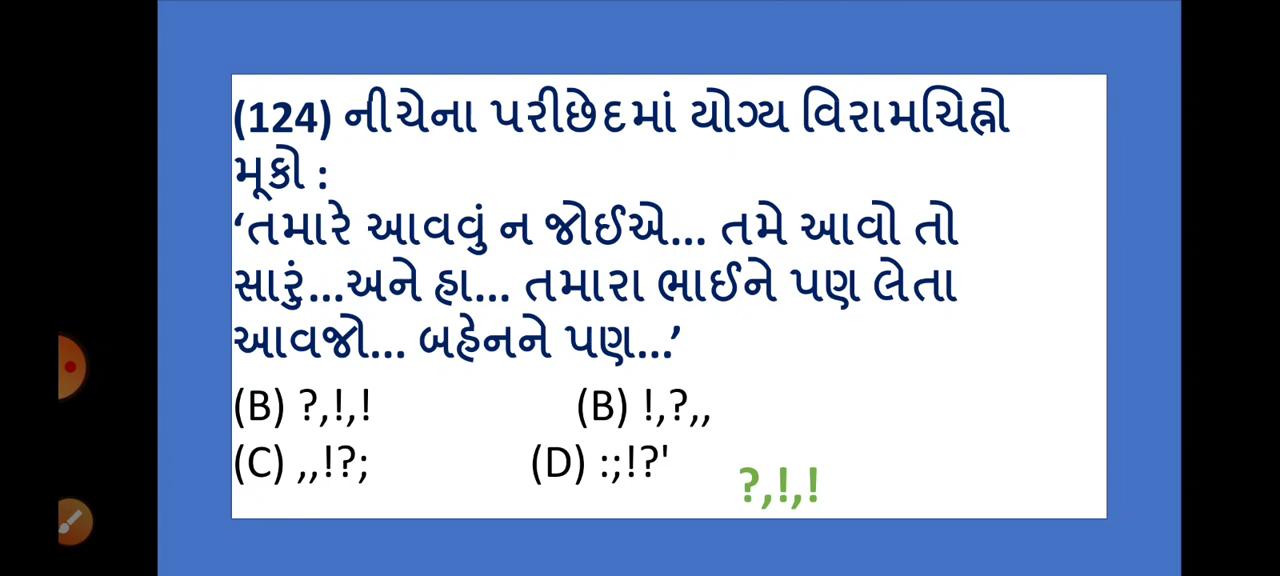 (124) નીચેના પરીછેદમાં યોગ્ય વિરામચિહ્નો
મૂકો :
‘તમારે આવવું ન જોઈએ... તમે આવો તો
સારું...અને હા... તમારા ભાઈને પણ લેતા
આવજો... બહેનને પણ...’
(B) ?,!,! (B) !,?,,
(C) ,,!?; (D) :;!?'
?,!,!